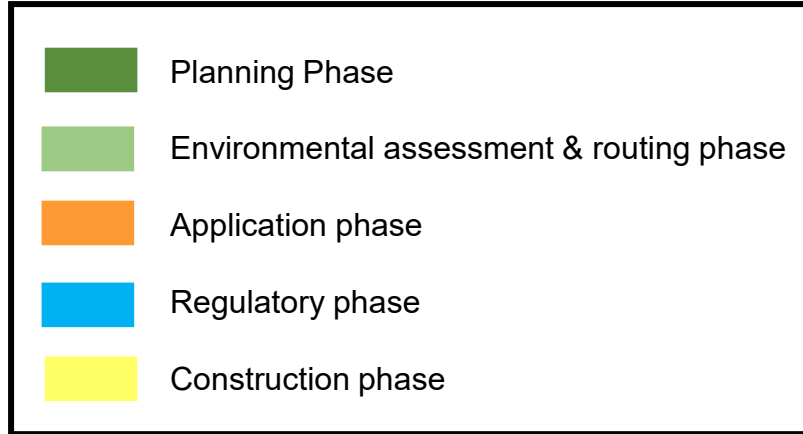 Planning Phase
Environmental assessment & routing phase
Application phase
Regulatory phase
Construction phase